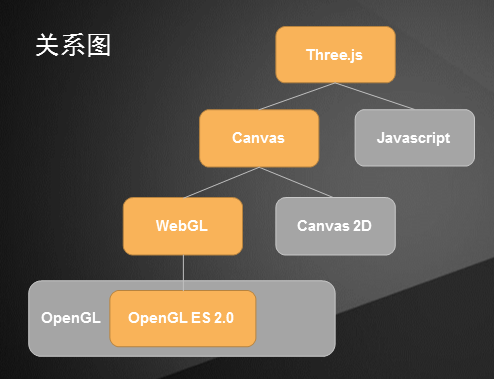 关系图
Three.js
Canvas
Javascript
WebGL
Canvas 2D
OpenGL
OpenGL ES 2.0